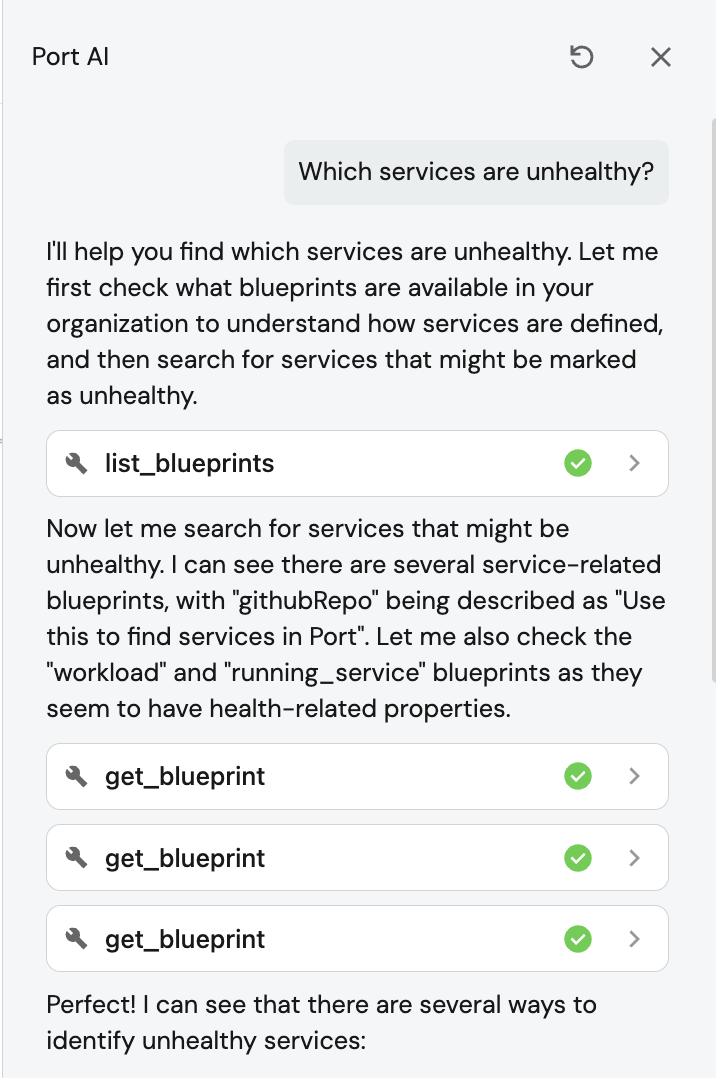 Port AI
Which services are unhealthy?
I'll help you find which services are unhealthy. Let me
first check what blueprints are available in your
organization to understand how services are defined,
and then search for services that might be marked
as unhealthy.
list_blueprints
Now let me search for services that might be
unhealthy. I can see there are several service-related
blueprints, with "githubRepo" being described as "Use
this to find services in Port". Let me also check the
"workload" and "running_service" blueprints as they
seem to have health-related properties.
get_blueprint
get_blueprint
get_blueprint
Perfect! I can see that there are several ways to
identify unhealthy services: